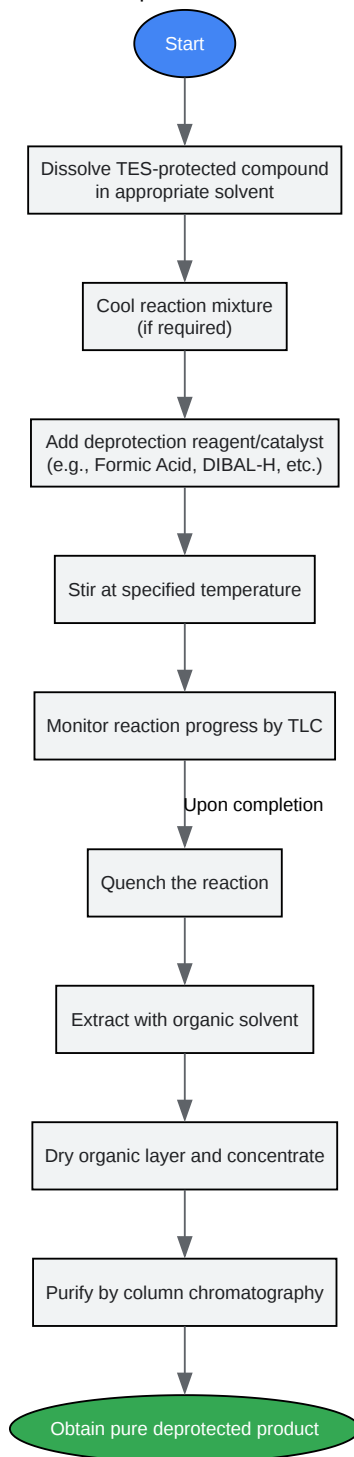 Start
Dissolve TES-protected compound
in appropriate solvent
Cool reaction mixture
(if required)
Add deprotection reagent/catalyst
(e.g., Formic Acid, DIBAL-H, etc.)
Stir at specified temperature
Monitor reaction progress by TLC
Upon completion
Quench the reaction
Extract with organic solvent
Dry organic layer and concentrate
Purify by column chromatography
Obtain pure deprotected product